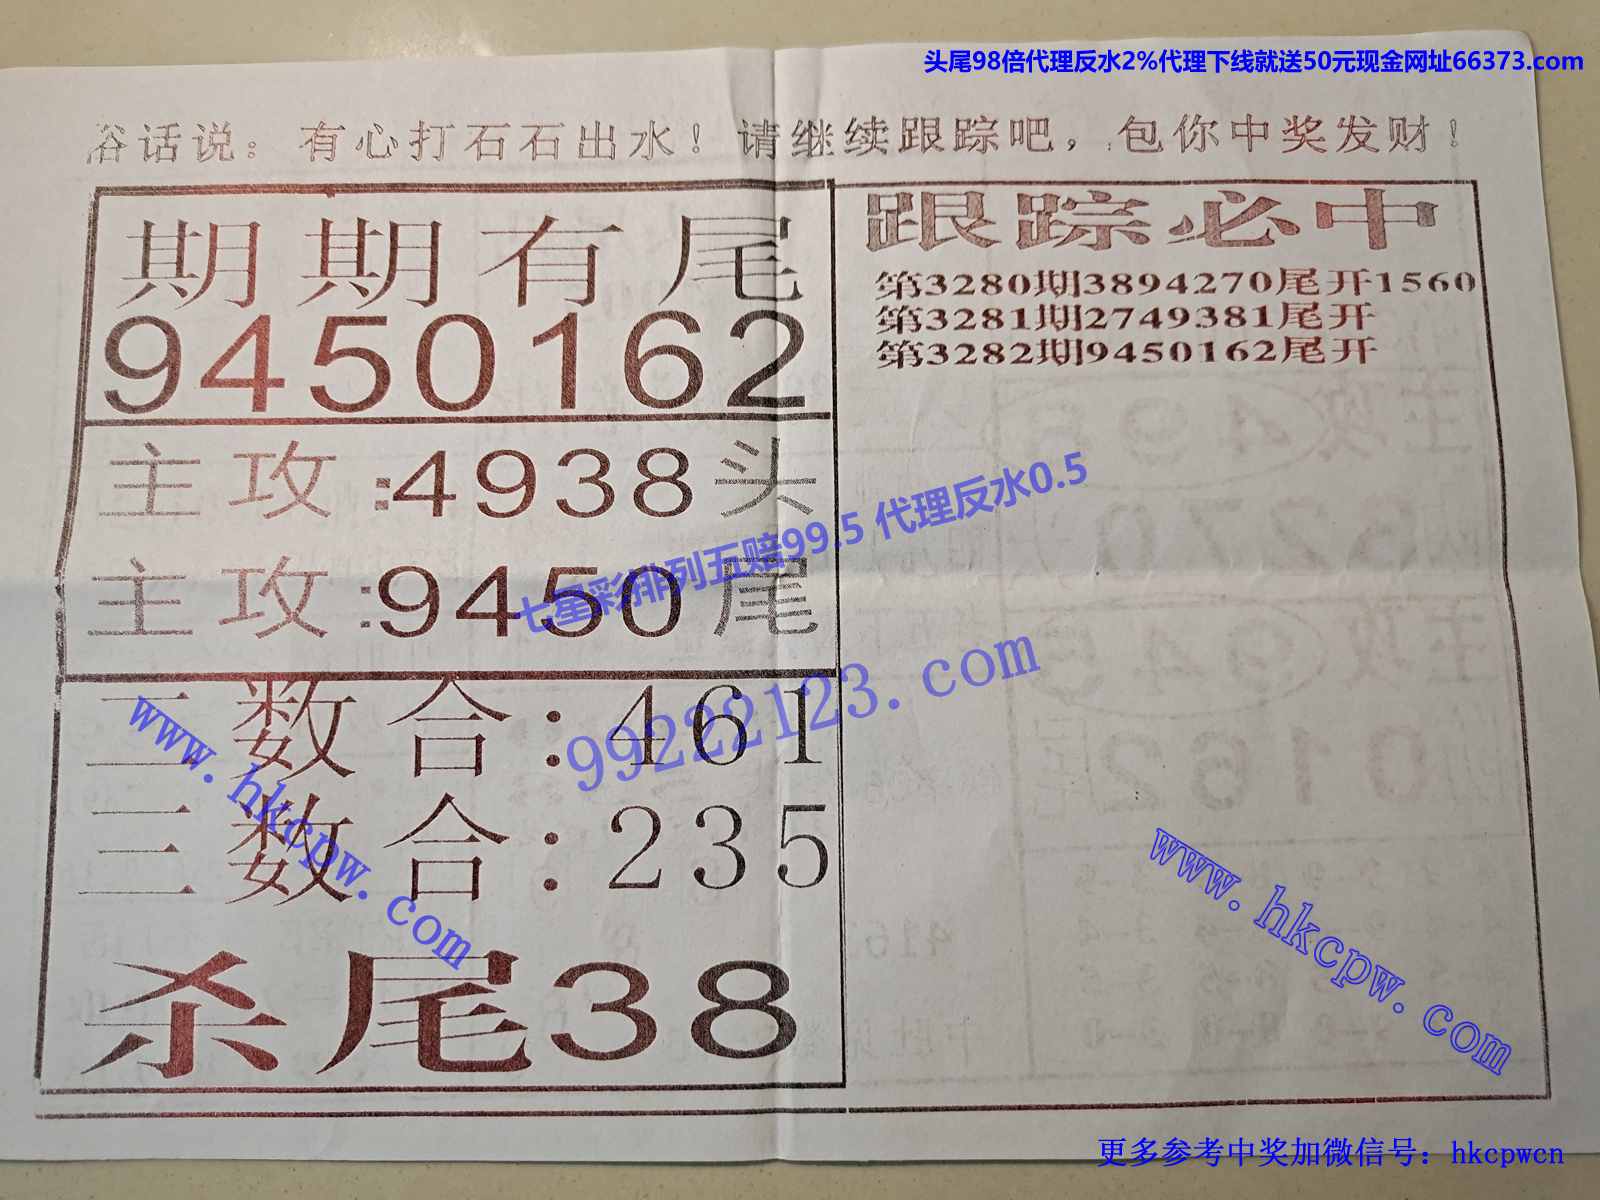 头尾98倍代理反水2%代理下线就送50元现金网址66373.com
俗话说：有心打石石出水！请继续跟踪吧，包你中奖发财！
期期有尾
9450162
主攻:4938头
主攻:9450尾
二数合:461
三数合:235
杀尾38
跟踪必中
第3280期3894270尾开1560
第3281期2749381尾开
第3282期9450162尾开
七星彩排列五赔99.5 代理反水0.5
99222123.com
www.hkcpw.com
www.hkcpw.com
更多参考中奖加微信号：hkcpwcn